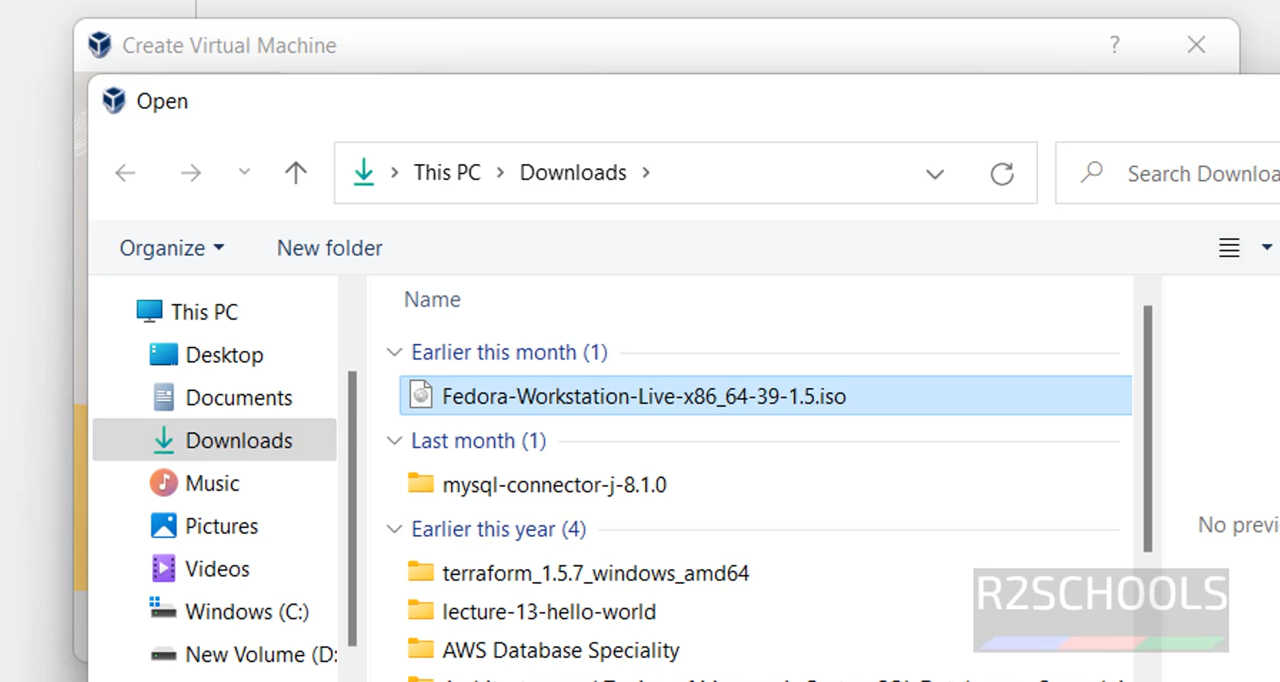 Create Virtual Machine ?
Open
This PC > Downloads >
Search
Organize
New folder
Name
This PC
Desktop
Documents
Downloads
Music
Pictures
Videos
Windows (C:)
New Volume (D:
Earlier this month (1)
Fedora-Workstation-Live-x86_64-39-1.5.iso
Last month (1)
mysql-connector-j-8.1.0
Earlier this year (4)
terraform_1.5.7_windows_amd64
lecture-13-hello-world
AWS Database Speciality
No
R2SCHOOLS